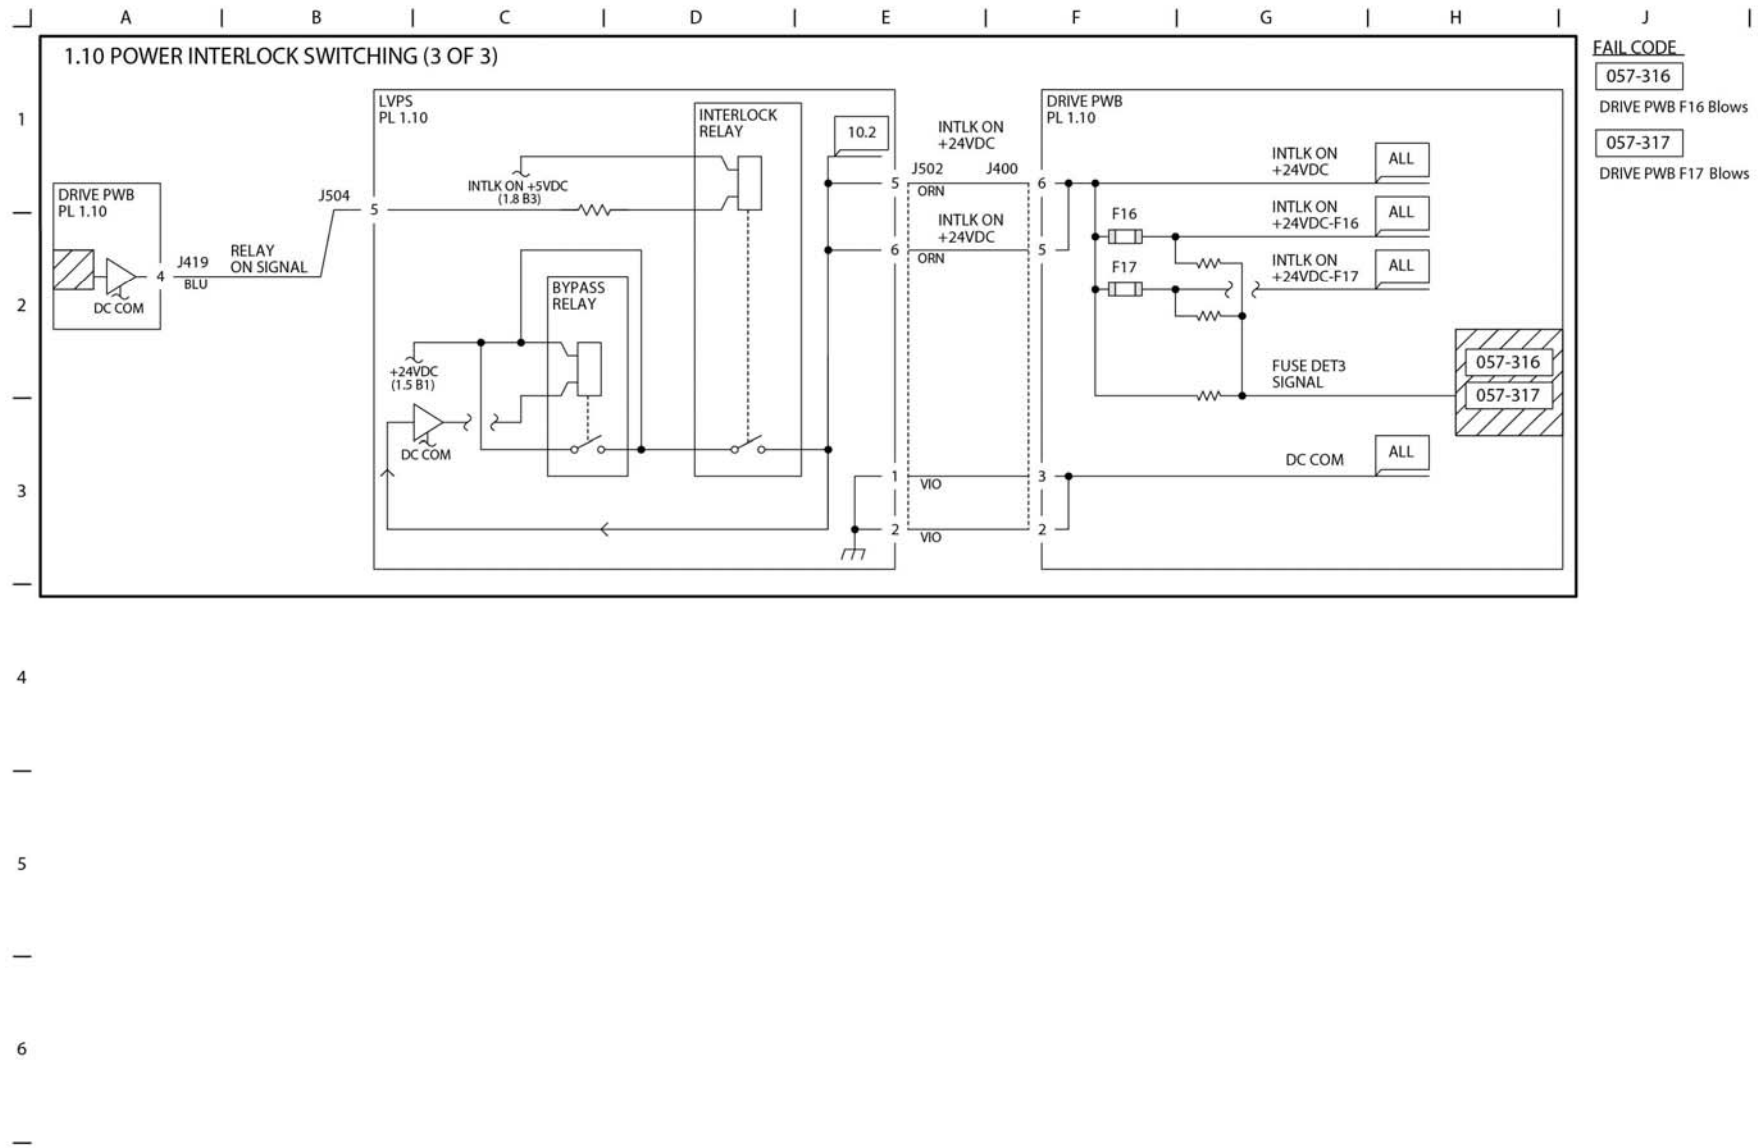 A B C D E F G H J
1.10 POWER INTERLOCK SWITCHING (3 OF 3)
FAIL CODE
057-316
DRIVE PWB F16 Blows
057-317
DRIVE PWB F17 Blows
1
2
3
4
5
6
DRIVE PWB
PL 1.10
DC COM
4
J419
BLU
RELAY
ON SIGNAL
J504
5
LVPS
PL 1.10
INTLK ON +5VDC
(1.8 B3)
INTERLOCK
RELAY
BYPASS
RELAY
+24VDC
(1.5 B1)
DC COM
10.2
INTLK ON
+24VDC
J502 J400
5
ORN
6
INTLK ON
+24VDC
6
ORN
5
1
VIO
3
2
VIO
2
DRIVE PWB
PL 1.10
INTLK ON
+24VDC
ALL
F16
INTLK ON
+24VDC-F16
ALL
F17
INTLK ON
+24VDC-F17
ALL
FUSE DET3
SIGNAL
057-316
057-317
DC COM
ALL